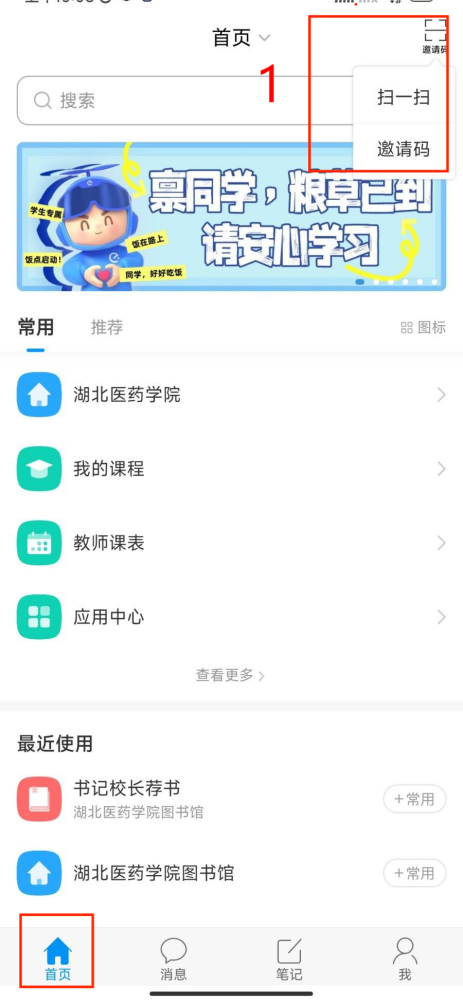 首页
邀请码
1
搜索
扫一扫
邀请码
禀同学，粮草已到
请安心学习
学生专属
饭在路上
饭点启动！
同学，好好吃饭
常用
推荐
图标
湖北医药学院
我的课程
教师课表
应用中心
查看更多
最近使用
书记校长荐书
湖北医药学院图书馆
+常用
湖北医药学院图书馆
+常用
首页
消息
笔记
我